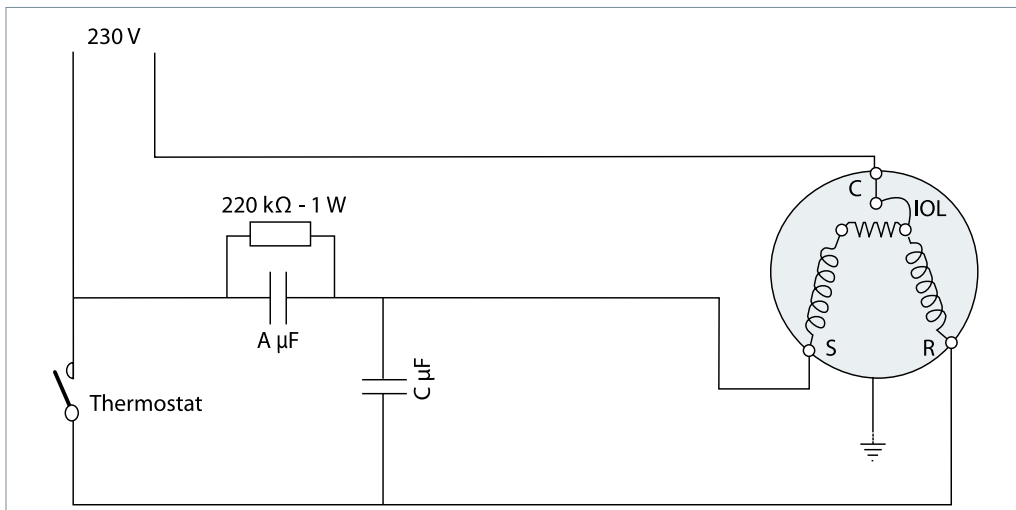 230 V
220 kΩ - 1 W
A µF
C µF
Thermostat
C
IOL
S
R